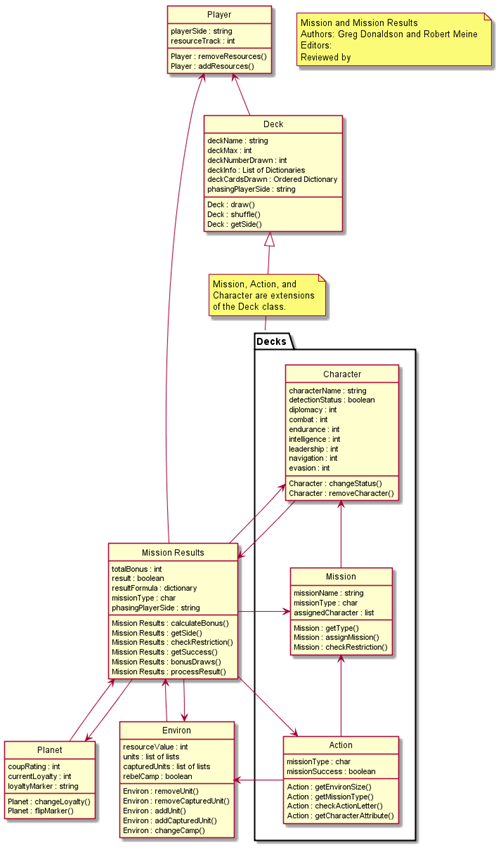 Player
playerSide : string
resourceTrack : int
Player : removeResources()
Player : addResources()
Mission and Mission Results
Authors: Greg Donaldson and Robert Meine
Editors:
Reviewed by
Deck
deckName : string
deckMax : int
deckNumberDrawn : int
deckInfo : List of Dictionaries
deckCardsDrawn : Ordered Dictionary
phasingPlayerSide : string
Deck : draw()
Deck : shuffle()
Deck : getSide()
Mission, Action, and
Character are extensions
of the Deck class.
Decks
Character
characterName : string
detectionStatus : boolean
diplomacy : int
combat : int
endurance : int
intelligence : int
leadership : int
navigation : int
evasion : int
Character : changeStatus()
Character : removeCharacter()
Mission Results
totalBonus : int
result : boolean
resultFormula : dictionary
missionType : char
phasingPlayerSide : string
Mission Results : calculateBonus()
Mission Results : getSide()
Mission Results : checkRestriction()
Mission Results : getSuccess()
Mission Results : bonusDraws()
Mission Results : processResult()
Mission
missionName : string
missionType : char
assignedCharacter : list
Mission : getType()
Mission : assignMission()
Mission : checkRestriction()
Planet
coupRating : int
currentLoyalty : int
loyaltyMarker : string
Planet : changeLoyalty()
Planet : flipMarker()
Environ
resourceValue : int
units : list of lists
capturedUnits : list of lists
rebelCamp : boolean
Environ : removeUnit()
Environ : removeCapturedUnit()
Environ : addUnit()
Environ : addCapturedUnit()
Environ : changeCamp()
Action
missionType : char
missionSuccess : boolean
Action : getEnvironSize()
Action : getMissionType()
Action : checkActionLetter()
Action : getCharacterAttribute()